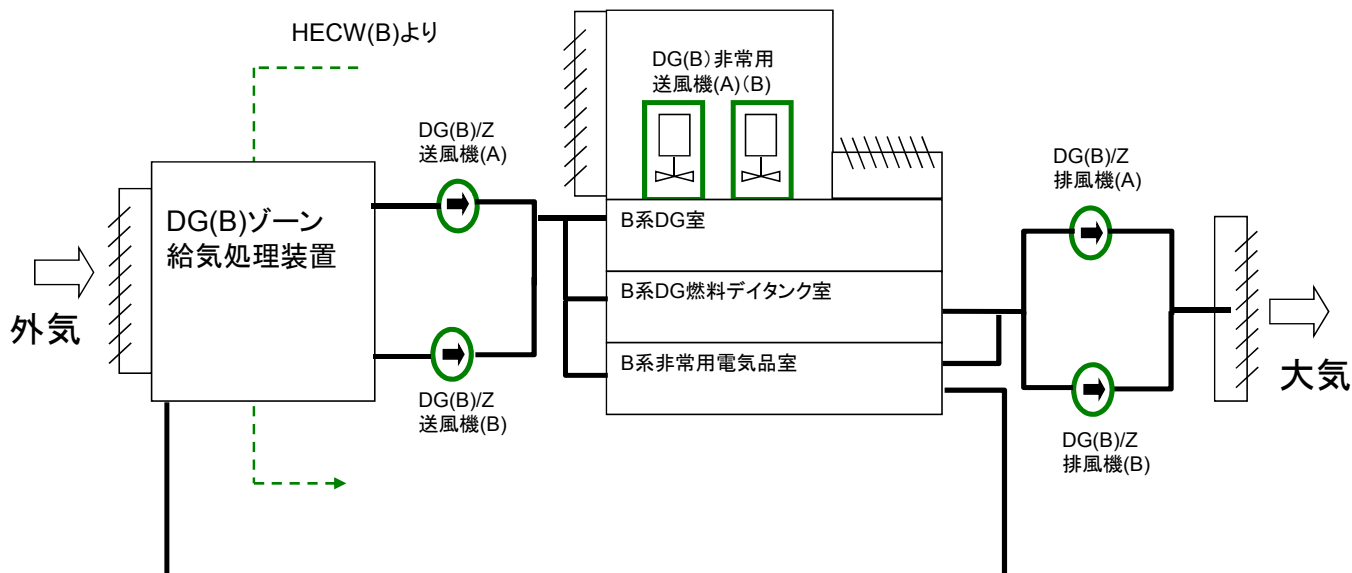 HECW(B)より
DG(B)非常用
送風機(A)(B)
DG(B)/Z
送風機(A)
DG(B)/Z
排風機(A)
DG(B)ゾーン
給気処理装置
B系DG室
B系DG燃料デイタンク室
外気
B系非常用電気品室
大気
DG(B)/Z
送風機(B)
DG(B)/Z
排風機(B)